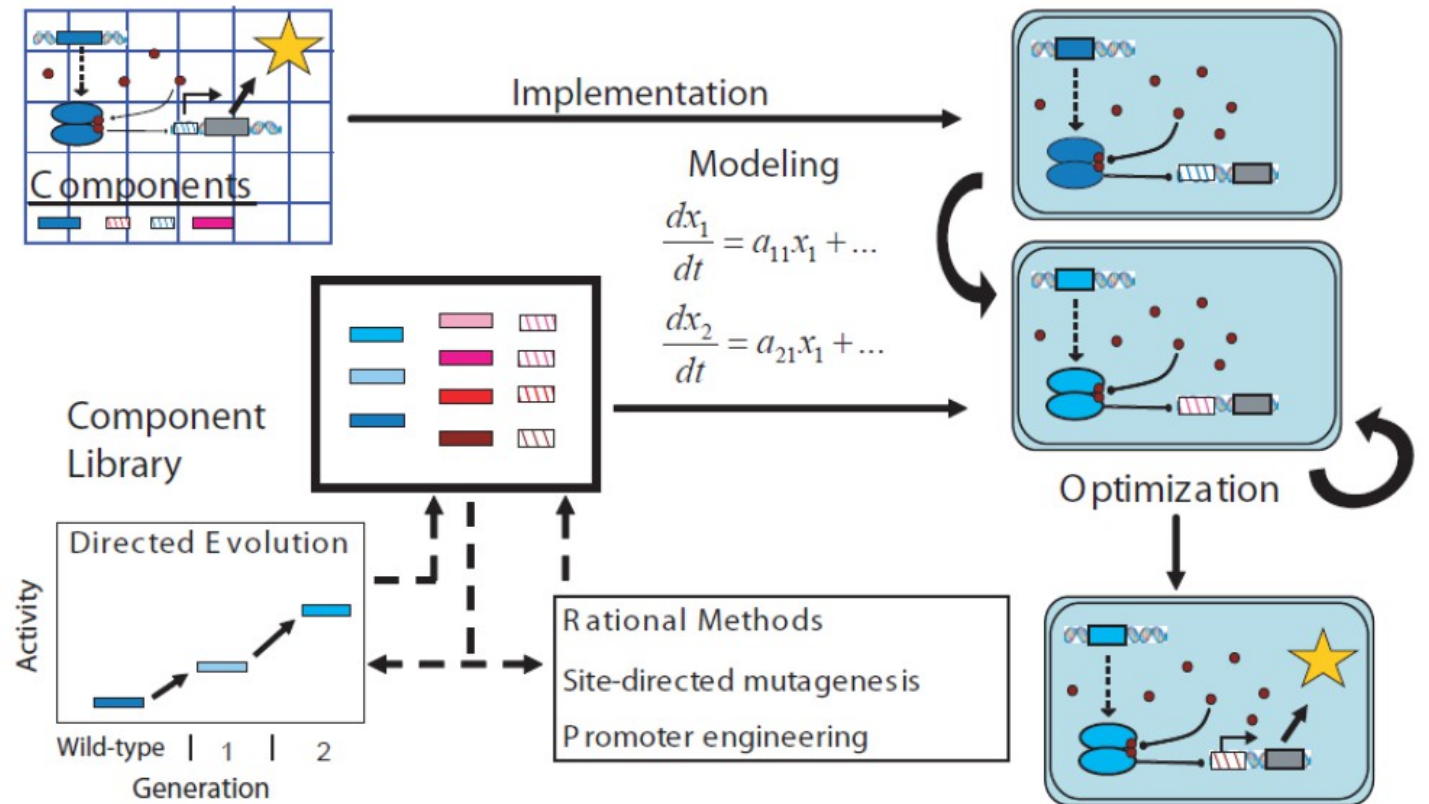 Components
Implementation
Modeling
dx₁/dt = a₁₁x₁ + ...
dx₂/dt = a₂₁x₁ + ...
Component
Library
Optimization
Directed Evolution
Activity
Wild-type | 1 | 2
Generation
Rational Methods
Site-directed mutagenesis
Promoter engineering